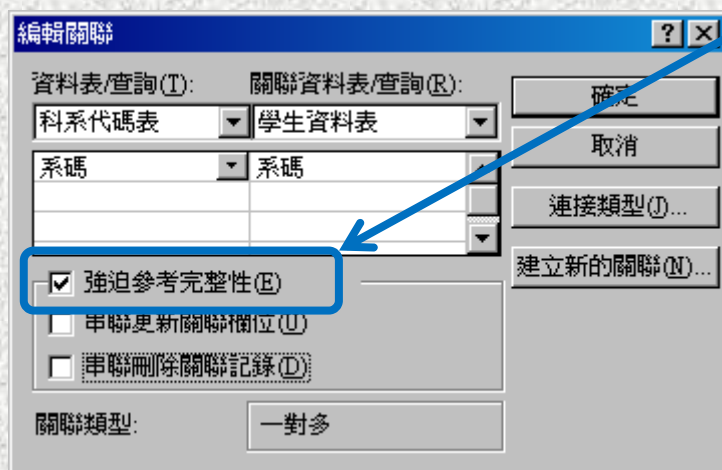 編輯關聯
資料表/查詢(T): 關聯資料表/查詢(R):
科系代碼表 學生資料表
系碼 系碼
強迫參考完整性(E)
串聯更新關聯欄位(U)
串聯刪除關聯記錄(D)
關聯類型: 一對多
確定
取消
連接類型(J)...
建立新的關聯(N)...